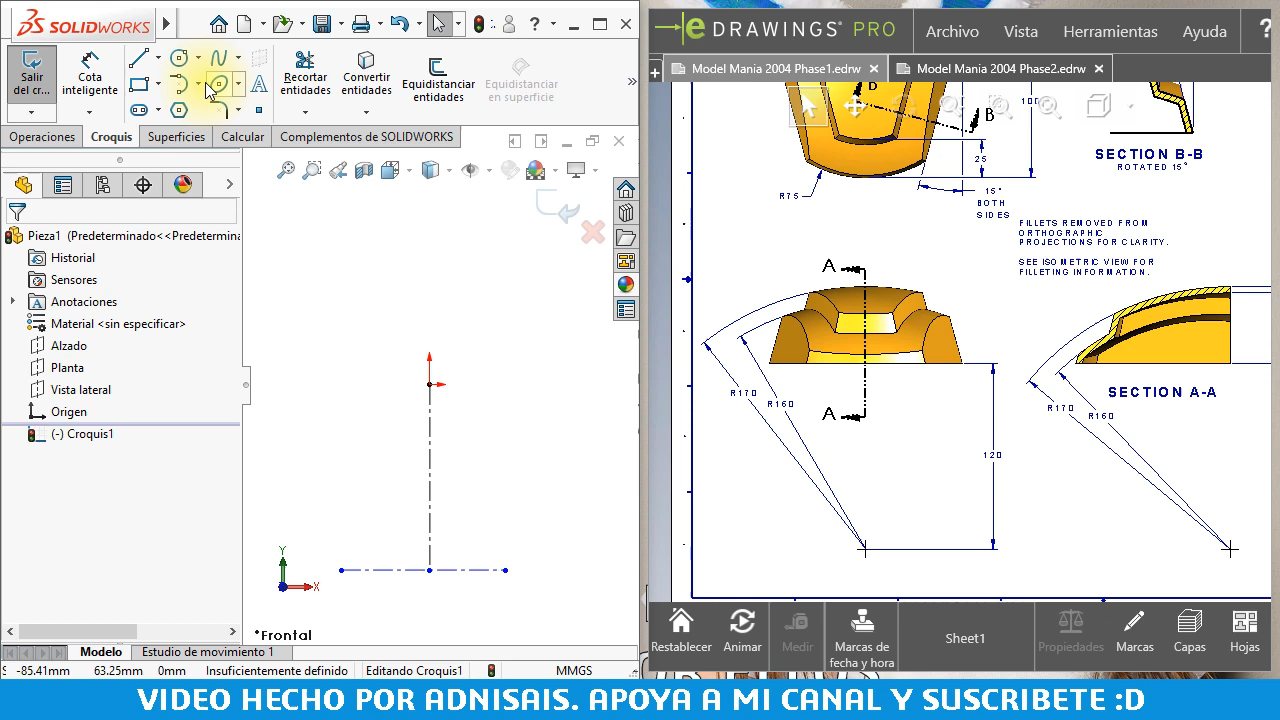 SOLIDWORKS
Salir del cr...
Cota inteligente
Recortar entidades
Convertir entidades
Equidistanciar entidades
Equidistanciar en superficie
Operaciones
Croquis
Superficies
Calcular
Complementos de SOLIDWORKS
Pieza1 (Predeterminado<<Predetermina
Historial
Sensores
Anotaciones
Material <sin especificar>
Alzado
Planta
Vista lateral
Origen
(-) Croquis1
Y
X
*Frontal
Modelo
Estudio de movimiento 1
S -85.41mm 63.25mm 0mm Insuficientemente definido Editando Croquis1 MMGS
eDRAWINGS® PRO
Archivo Vista Herramientas Ayuda ?
Model Mania 2004 Phase1.edrw
Model Mania 2004 Phase2.edrw
B
B
100
25
R75
15°
BOTH
SIDES
SECTION B-B
ROTATED 15°
FILLETS REMOVED FROM
ORTHOGRAPHIC
PROJECTIONS FOR CLARITY.
SEE ISOMETRIC VIEW FOR
FILLETING INFORMATION.
A
A
R170
R160
120
SECTION A-A
R170
R160
Restablecer
Animar
Medir
Marcas de fecha y hora
Sheet1
Propiedades
Marcas
Capas
Hojas
VIDEO HECHO POR ADNISAIS. APOYA A MI CANAL Y SUSCRIBETE :D